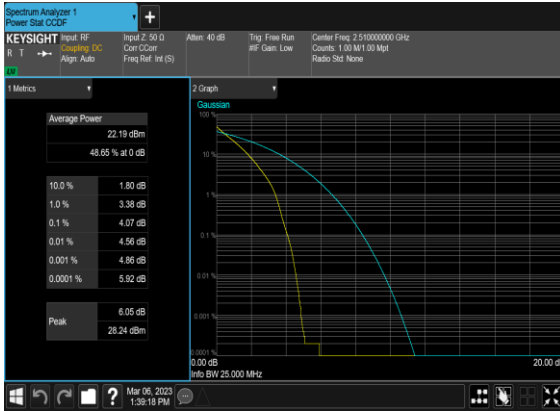 Spectrum Analyzer 1
Power Stat CCDF
KEYSIGHT
R T
Input: RF
Coupling: DC
Align: Auto
Input Z: 50 Ω
Corr CCorr
Freq Ref: Int (S)
Atten: 40 dB
Trig: Free Run
#IF Gain: Low
Center Freq: 2.510000000 GHz
Counts: 1.00 M/1.00 Mpt
Radio Std: None
1 Metrics
Average Power
22.19 dBm
48.65 % at 0 dB
10.0 % 1.80 dB
1.0 % 3.38 dB
0.1 % 4.07 dB
0.01 % 4.56 dB
0.001 % 4.86 dB
0.0001 % 5.92 dB
Peak
6.05 dB
28.24 dBm
2 Graph
Gaussian
100 %
10 %
1 %
0.1 %
0.01 %
0.001 %
0.0001 %
0.00 dB
20.00 d
Info BW 25.000 MHz
Mar 06, 2023
1:39:18 PM